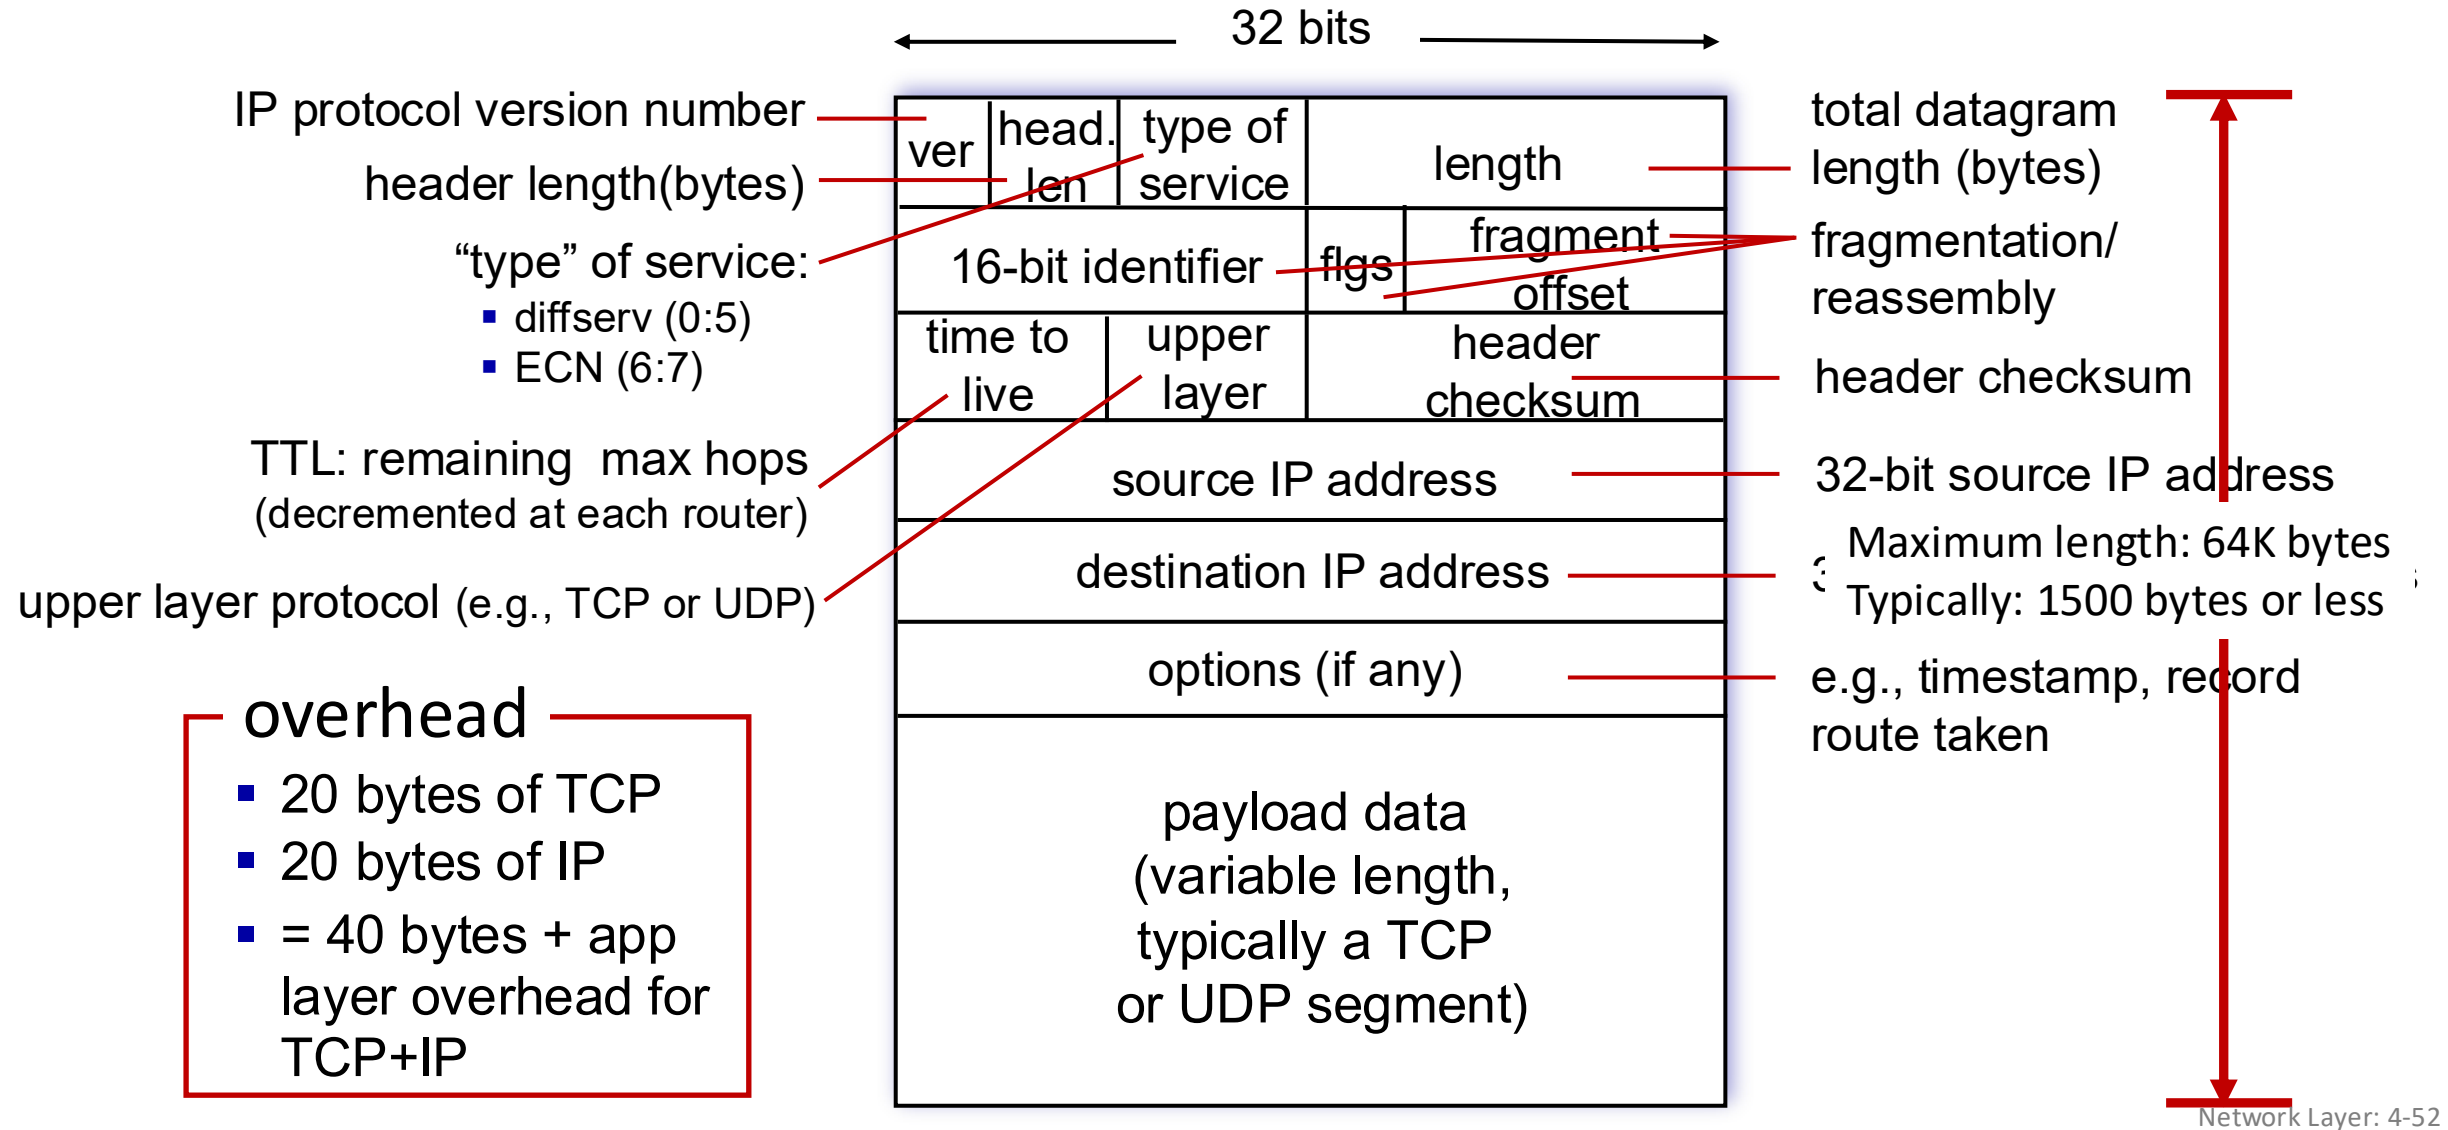 32 bits
IP protocol version number
header length(bytes)
“type” of service:
diffserv (0:5)
ECN (6:7)
TTL: remaining max hops
(decremented at each router)
upper layer protocol (e.g., TCP or UDP)
overhead
20 bytes of TCP
20 bytes of IP
= 40 bytes + app
layer overhead for
TCP+IP
ver
head.
len
type of
service
length
16-bit identifier
flgs
fragment
offset
time to
live
upper
layer
header
checksum
source IP address
destination IP address
options (if any)
payload data
(variable length,
typically a TCP
or UDP segment)
total datagram
length (bytes)
fragmentation/
reassembly
header checksum
32-bit source IP address
Maximum length: 64K bytes
Typically: 1500 bytes or less
e.g., timestamp, record
route taken
Network Layer: 4-52